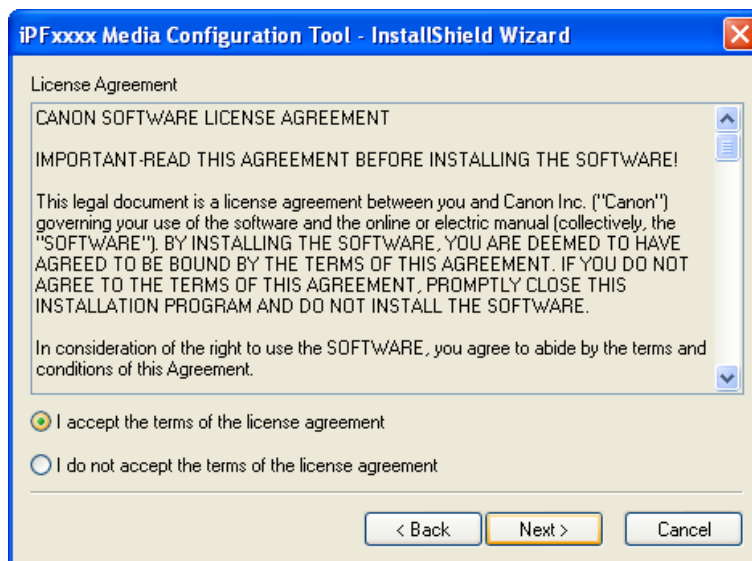 iPFxxxx Media Configuration Tool - InstallShield Wizard
License Agreement
CANON SOFTWARE LICENSE AGREEMENT
IMPORTANT-READ THIS AGREEMENT BEFORE INSTALLING THE SOFTWARE!
This legal document is a license agreement between you and Canon Inc. ("Canon")
governing your use of the software and the online or electric manual (collectively, the
"SOFTWARE"). BY INSTALLING THE SOFTWARE, YOU ARE DEEMED TO HAVE
AGREED TO BE BOUND BY THE TERMS OF THIS AGREEMENT. IF YOU DO NOT
AGREE TO THE TERMS OF THIS AGREEMENT, PROMPTLY CLOSE THIS
INSTALLATION PROGRAM AND DO NOT INSTALL THE SOFTWARE.
In consideration of the right to use the SOFTWARE, you agree to abide by the terms and
conditions of this Agreement.
I accept the terms of the license agreement
I do not accept the terms of the license agreement
< Back Next > Cancel